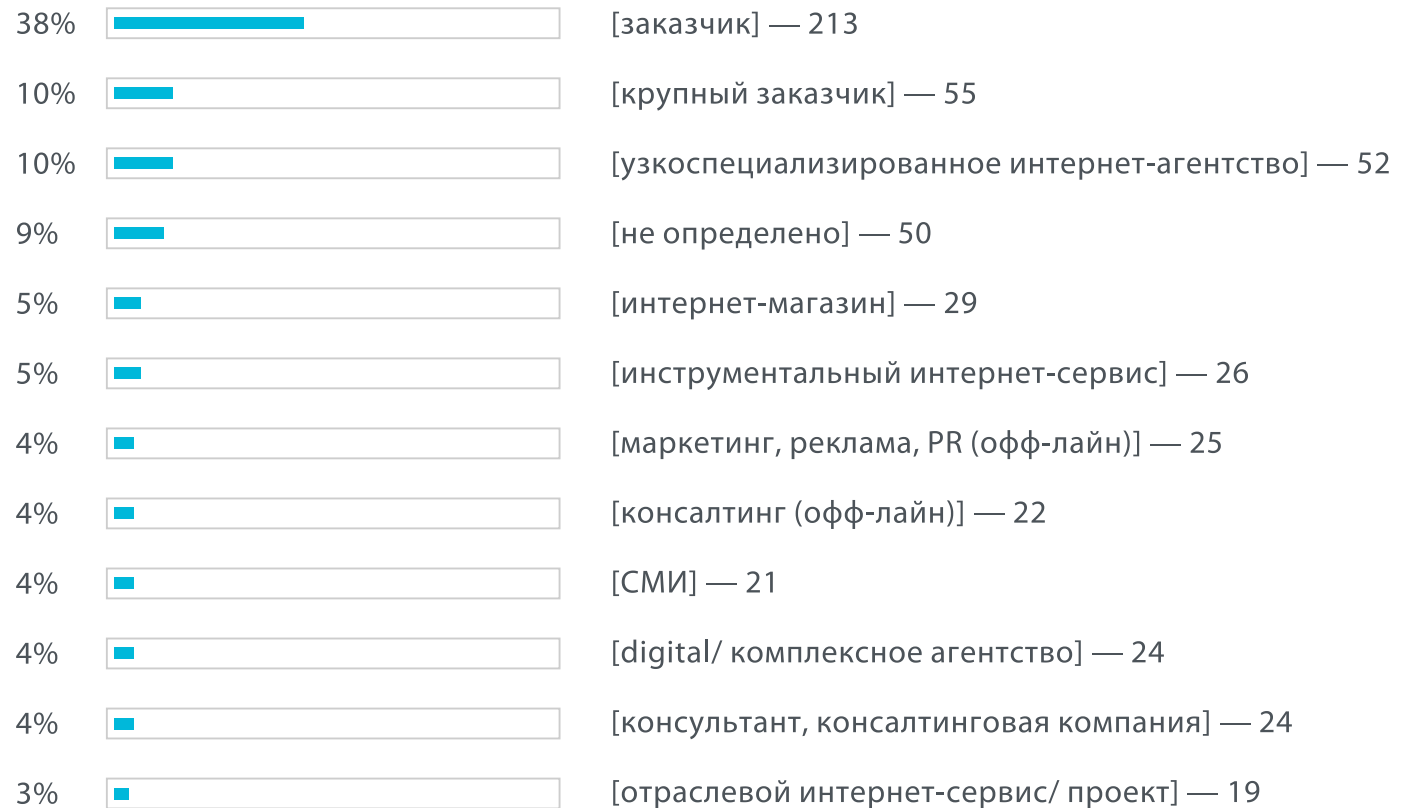 38% [заказчик] — 213
10% [крупный заказчик] — 55
10% [узкоспециализированное интернет-агентство] — 52
9% [не определено] — 50
5% [интернет-магазин] — 29
5% [инструментальный интернет-сервис] — 26
4% [маркетинг, реклама, PR (офф-лайн)] — 25
4% [консалтинг (офф-лайн)] — 22
4% [СМИ] — 21
4% [digital/ комплексное агентство] — 24
4% [консультант, консалтинговая компания] — 24
3% [отраслевой интернет-сервис/ проект] — 19